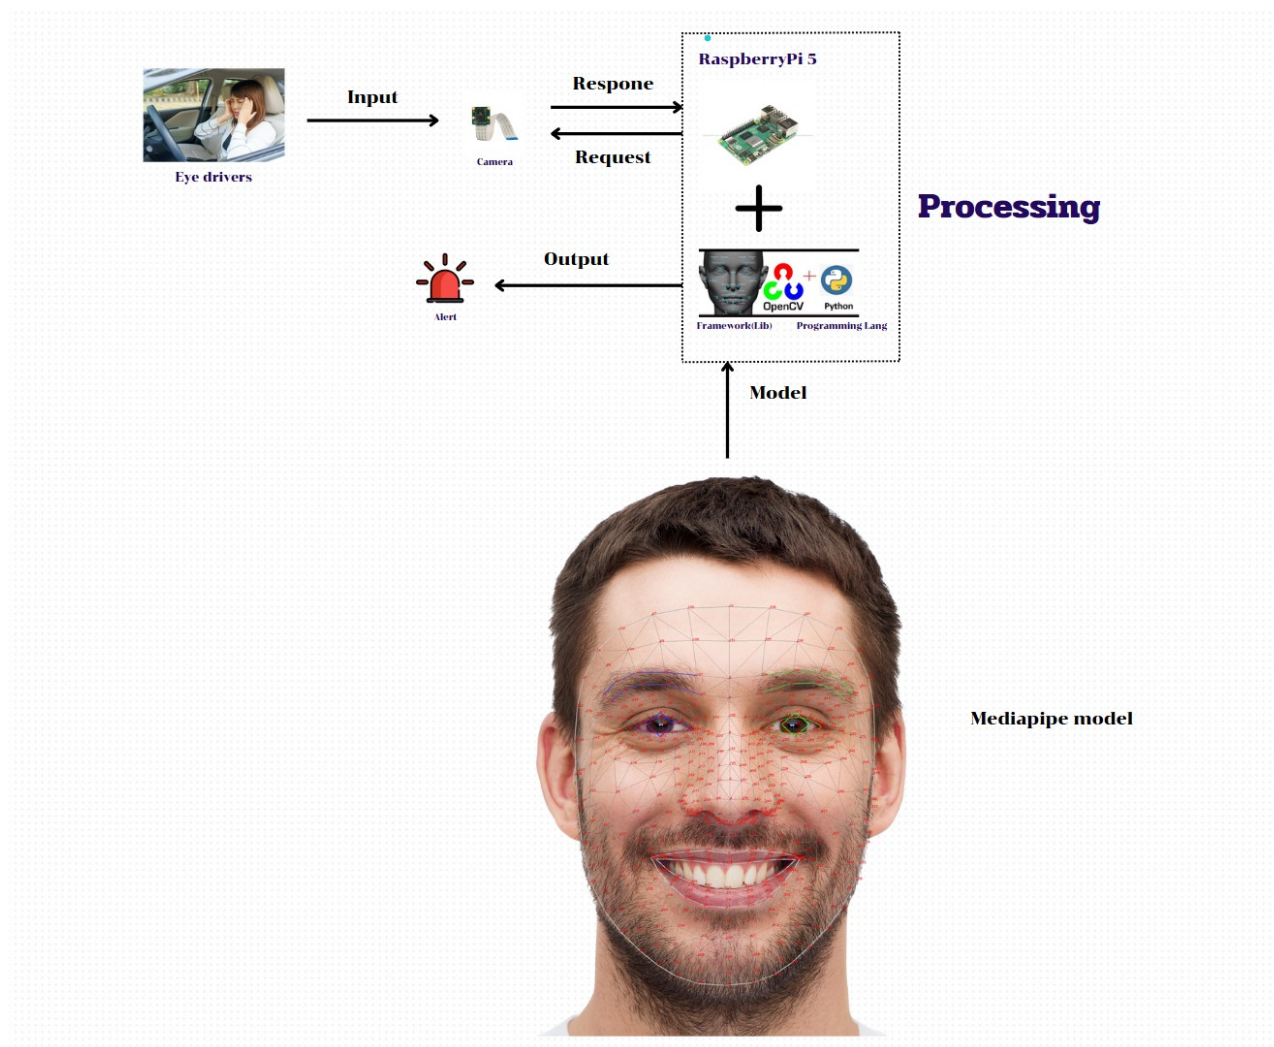 RaspberryPi 5
Respone
Input
Request
Camera
Eye drivers
Processing
Output
OpenCV
Python
Alert
Framework(Lib)
Programming Lang
Model
Mediapipe model